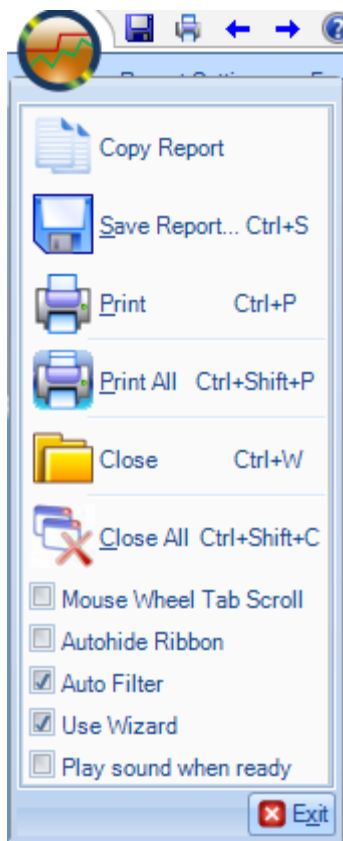 Copy Report
Save Report... Ctrl+S
Print Ctrl+P
Print All Ctrl+Shift+P
Close Ctrl+W
Close All Ctrl+Shift+C
Mouse Wheel Tab Scroll
Autohide Ribbon
Auto Filter
Use Wizard
Play sound when ready
Exit